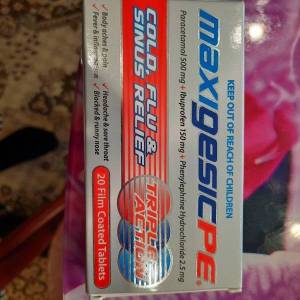 KEEP OUT OF REACH OF CHILDREN
maxigesic PE®
Paracetamol 500 mg + Ibuprofen 150 mg + Phenylephrine Hydrochloride 2.5 mg
COLD, FLU &
SINUS RELIEF
TRIPLE
ACTION
✓ Body aches & pain
✓ Headache & sore throat
✓ Fever & inflammation
✓ Blocked & runny nose
20 Film Coated Tablets